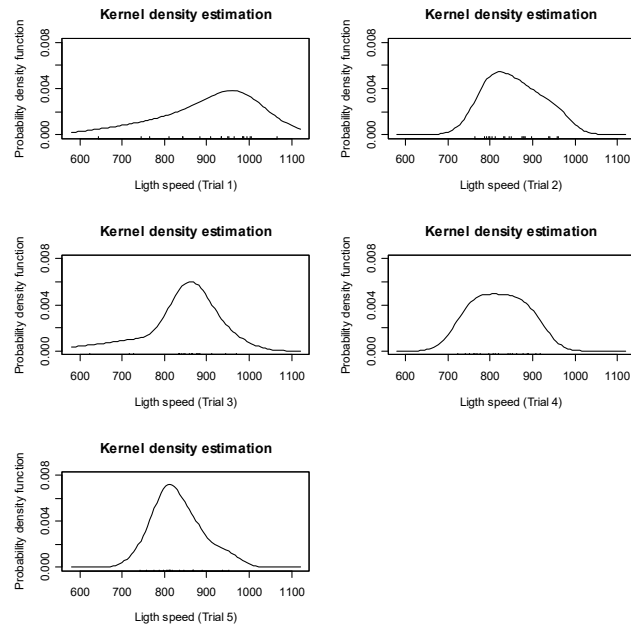 Kernel density estimation
Probability density function
0.000 0.004 0.008
600 700 800 900 1000 1100
Ligth speed (Trial 1)
Kernel density estimation
Probability density function
0.000 0.004 0.008
600 700 800 900 1000 1100
Ligth speed (Trial 2)
Kernel density estimation
Probability density function
0.000 0.004 0.008
600 700 800 900 1000 1100
Ligth speed (Trial 3)
Kernel density estimation
Probability density function
0.000 0.004 0.008
600 700 800 900 1000 1100
Ligth speed (Trial 4)
Kernel density estimation
Probability density function
0.000 0.004 0.008
600 700 800 900 1000 1100
Ligth speed (Trial 5)